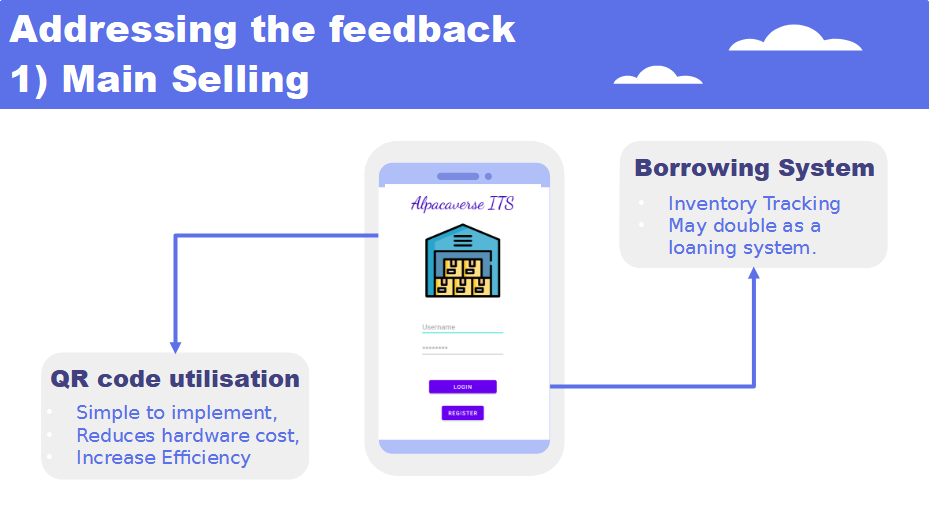 Addressing the feedback
1) Main Selling
Borrowing System
• Inventory Tracking
• May double as a
loaning system.
Alpacaverse ITS
Username
********
LOGIN
REGISTER
QR code utilisation
• Simple to implement,
• Reduces hardware cost,
• Increase Efficiency